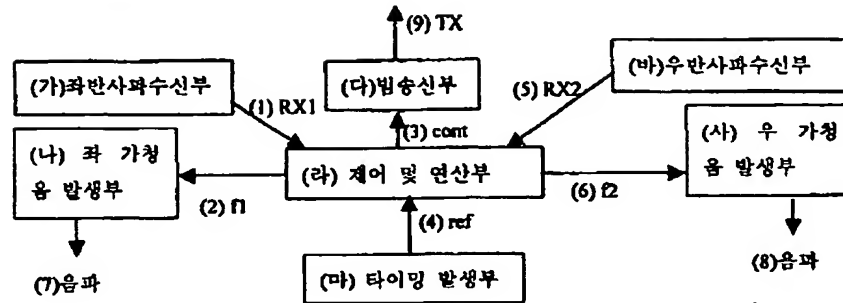 (9) TX
(가)좌반사파수신부
(다)빔송신부
(바)우반사파수신부
(1) RX1
(5) RX2
(3) cont
(나) 좌 가청
음 발생부
(라) 제어 및 연산부
(사) 우 가청
음 발생부
(2) f1
(6) f2
(4) ref
(7)음파
(마) 타이밍 발생부
(8)음파